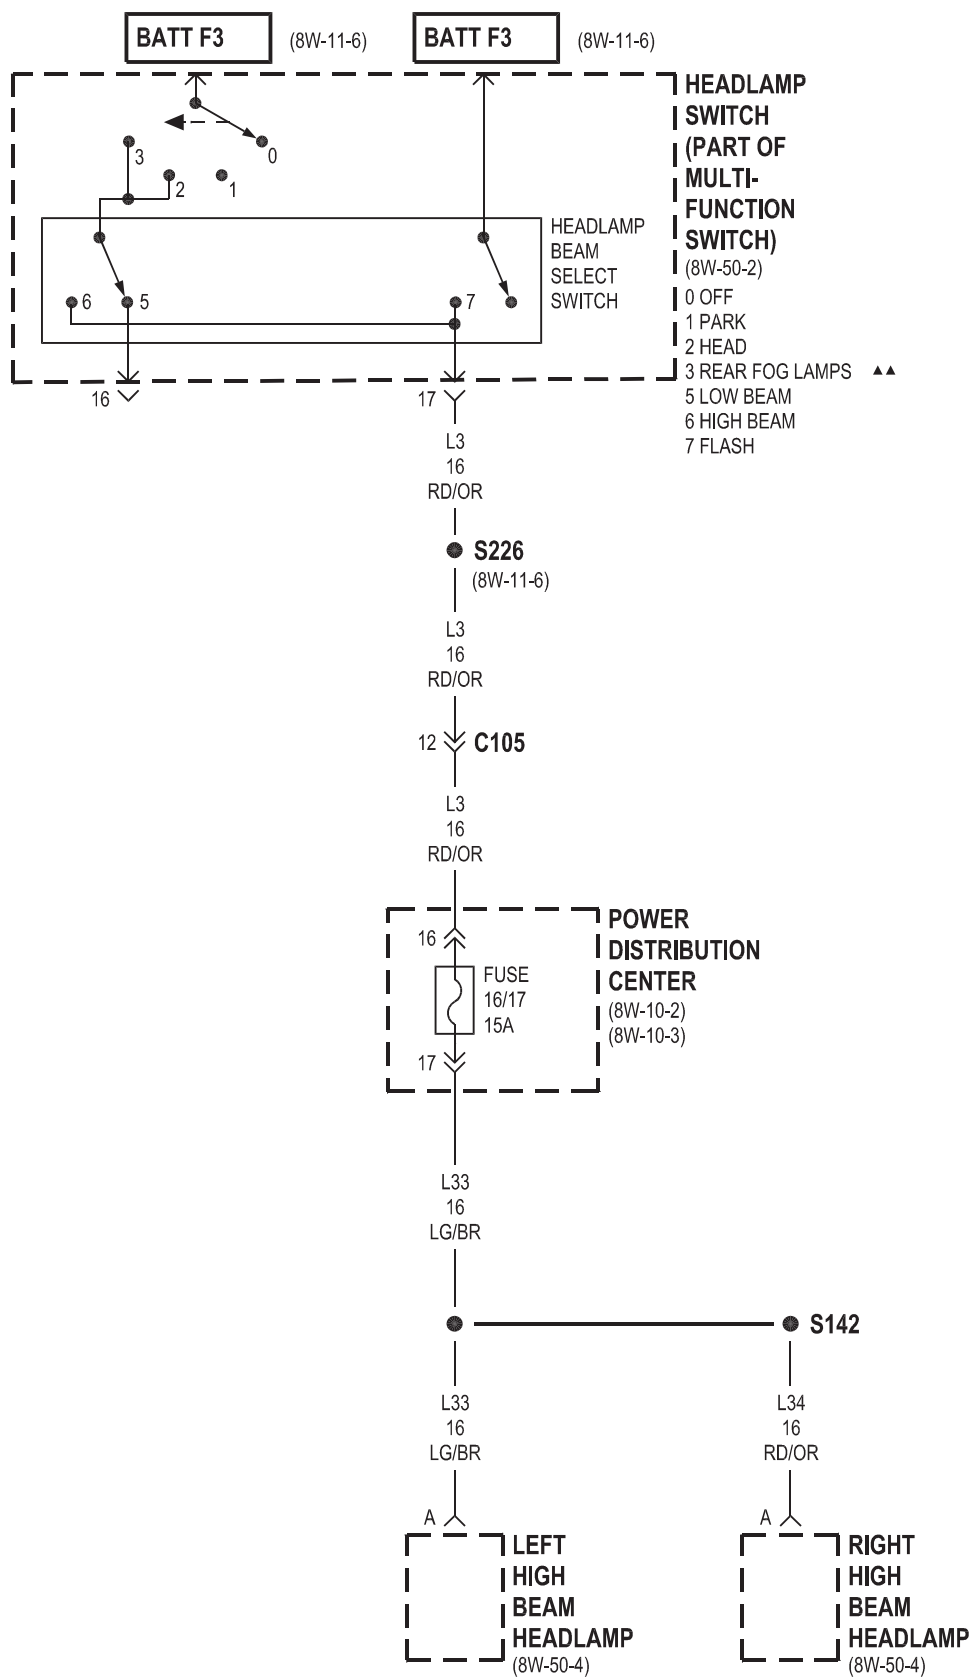 BATT F3 (8W-11-6)
BATT F3 (8W-11-6)
HEADLAMP
SWITCH
(PART OF
MULTI-
FUNCTION
SWITCH)
(8W-50-2)
0 OFF
1 PARK
2 HEAD
3 REAR FOG LAMPS ▲▲
5 LOW BEAM
6 HIGH BEAM
7 FLASH
3
0
2
1
HEADLAMP
BEAM
SELECT
SWITCH
6
5
7
16
17
L3
16
RD/OR
S226
(8W-11-6)
L3
16
RD/OR
12
C105
L3
16
RD/OR
POWER
DISTRIBUTION
CENTER
(8W-10-2)
(8W-10-3)
16
FUSE
16/17
15A
17
L33
16
LG/BR
S142
L33
16
LG/BR
L34
16
RD/OR
A
LEFT
HIGH
BEAM
HEADLAMP
(8W-50-4)
A
RIGHT
HIGH
BEAM
HEADLAMP
(8W-50-4)